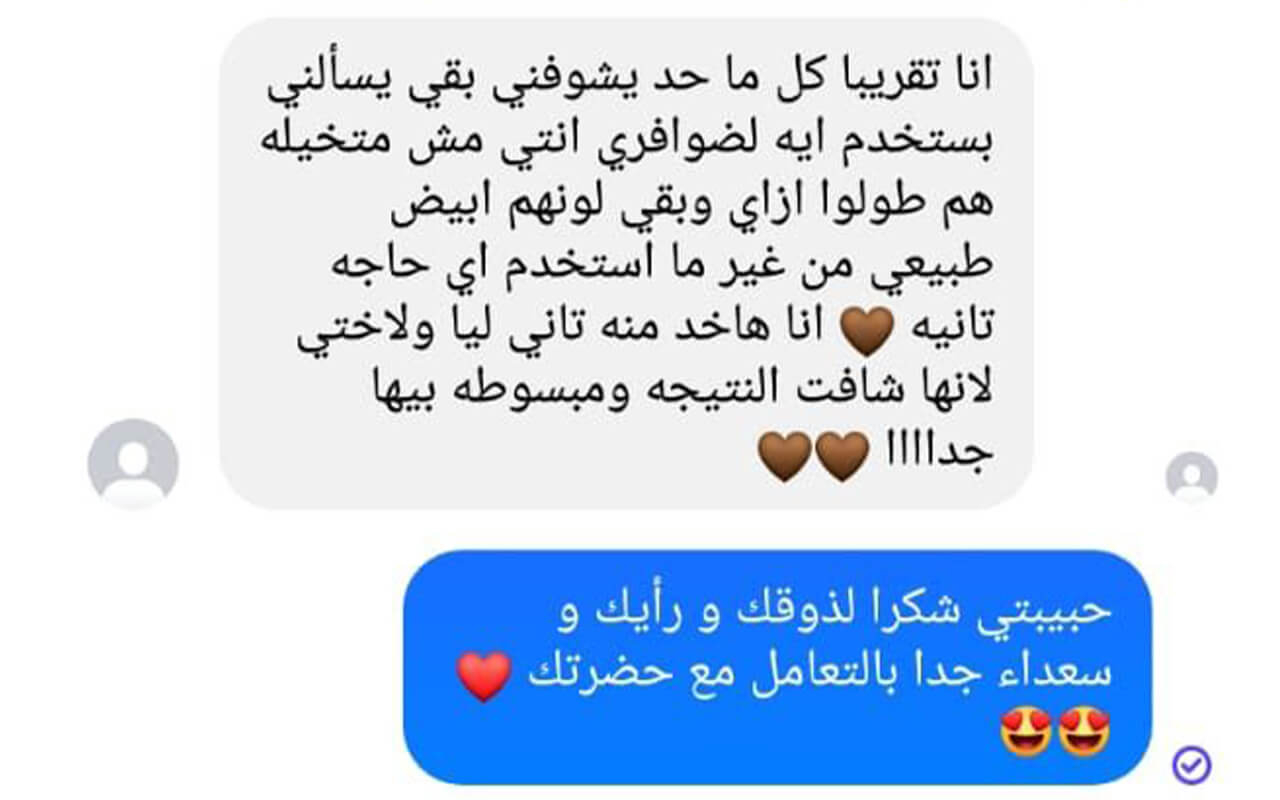 انا تقريبا كل ما حد يشوفني بقي يسألني
بستخدم ايه لضوافري انتي مش متخيله
هم طولوا ازاي وبقي لونهم ابيض
طبيعي من غير ما استخدم اي حاجه
تانيه 🤎 انا هاخد منه تاني ليا ولاختي
لانها شافت النتيجه ومبسوطه بيها
جداااا 🤎🤎
حبيبتي شكرا لذوقك و رأيك و
سعداء جدا بالتعامل مع حضرتك ❤️
😍😍